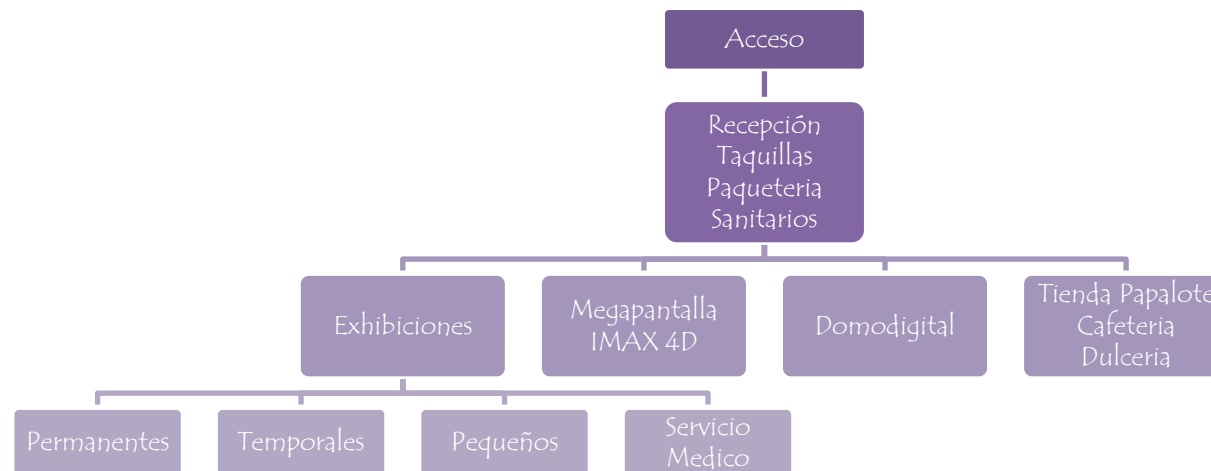 Acceso
Recepción
Taquillas
Paqueteria
Sanitarios
Exhibiciones
Megapantalla
IMAX 4D
Domodigital
Tienda Papalote
Cafeteria
Dulceria
Permanentes
Temporales
Pequeños
Servicio
Medico